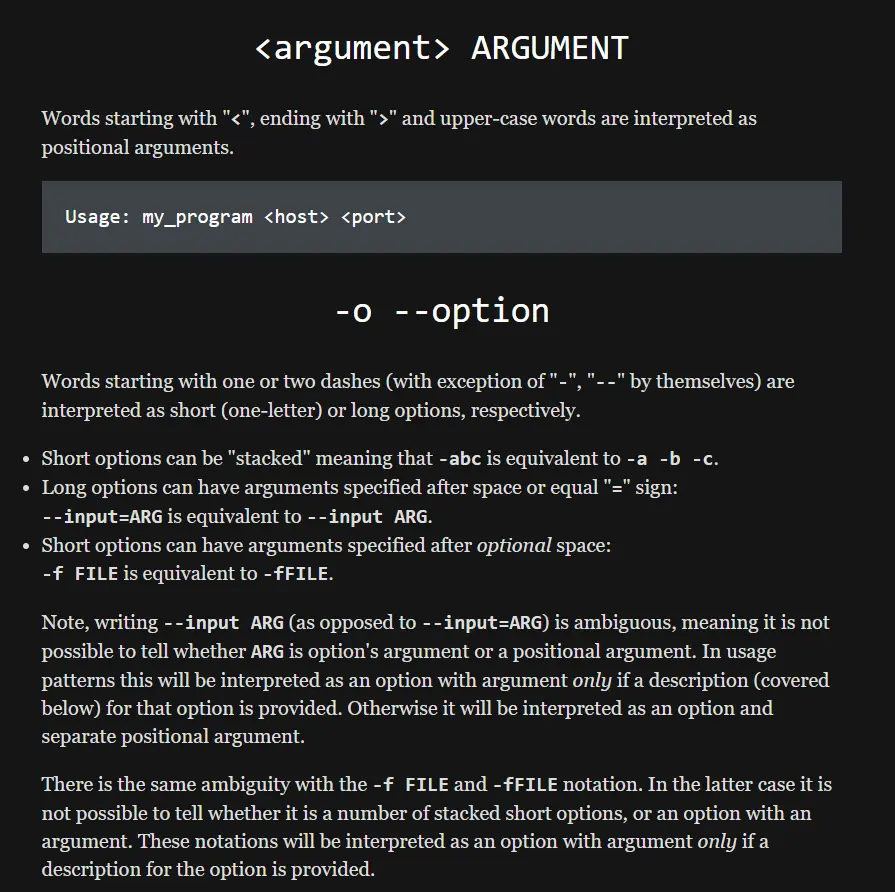 <argument> ARGUMENT
Words starting with "<", ending with ">" and upper-case words are interpreted as
positional arguments.
Usage: my_program <host> <port>
-o --option
Words starting with one or two dashes (with exception of "-", "--" by themselves) are
interpreted as short (one-letter) or long options, respectively.
• Short options can be "stacked" meaning that -abc is equivalent to -a -b -c.
• Long options can have arguments specified after space or equal "=" sign:
--input=ARG is equivalent to --input ARG.
• Short options can have arguments specified after optional space:
-f FILE is equivalent to -fFILE.
Note, writing --input ARG (as opposed to --input=ARG) is ambiguous, meaning it is not
possible to tell whether ARG is option's argument or a positional argument. In usage
patterns this will be interpreted as an option with argument only if a description (covered
below) for that option is provided. Otherwise it will be interpreted as an option and
separate positional argument.
There is the same ambiguity with the -f FILE and -fFILE notation. In the latter case it is
not possible to tell whether it is a number of stacked short options, or an option with an
argument. These notations will be interpreted as an option with argument only if a
description for the option is provided.